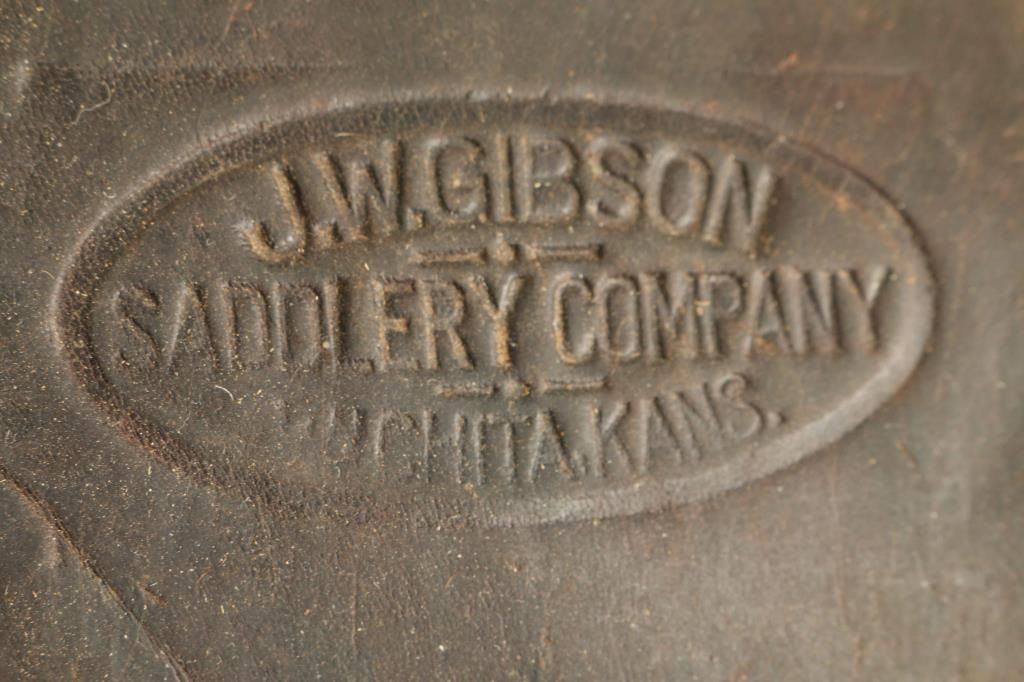 J.W. GIBSON
SADDLERY COMPANY
WICHITA, KANS.